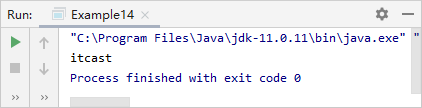 Run: Example14
"C:\Program Files\Java\jdk-11.0.11\bin\java.exe" "
itcast
Process finished with exit code 0